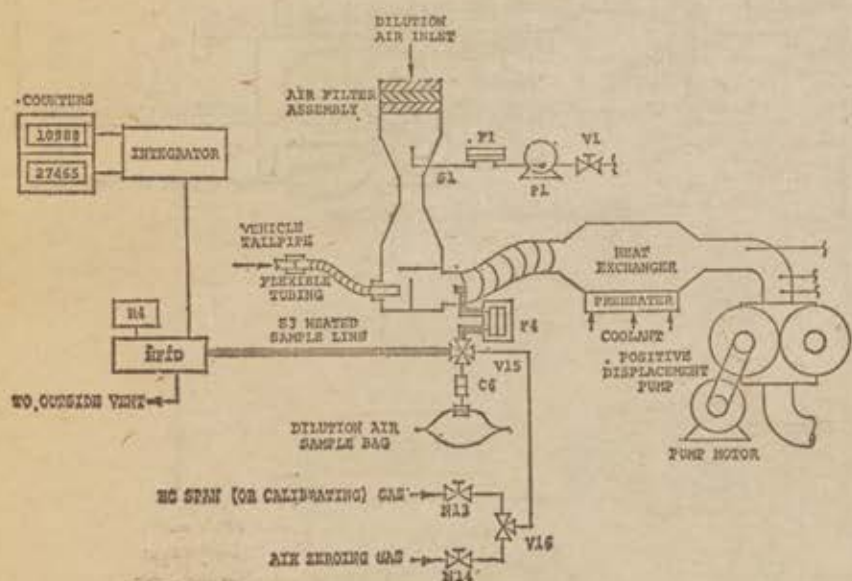 DILUTION
AIR INLET
COUNTERS
AIR FILTER
ASSEMBLY
10988
27465
INTEGRATOR
F1
V1
S1
P1
VEHICLE
TAILPIPE
FLEXIBLE
TUBING
HEAT
EXCHANGER
PREHEATER
COOLANT
S3 HEATED
SAMPLE LINE
F4
R4
HFID
V15
POSITIVE
DISPLACEMENT
PUMP
C6
TO OUTSIDE VENT
DILUTION AIR
SAMPLE BAG
PUMP MOTOR
HC SPAN (OR CALIBRATING) GAS
N13
V16
AIR ZEROING GAS
N14